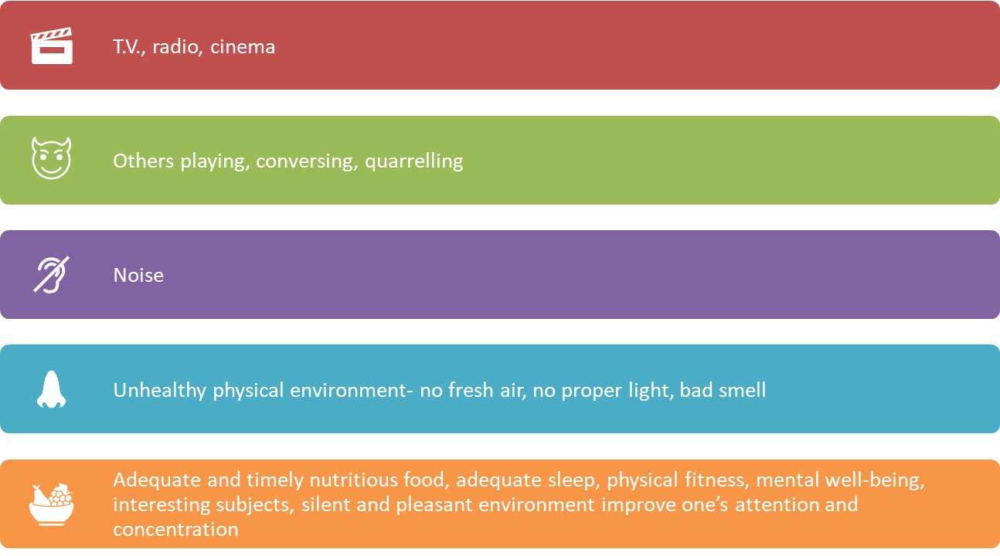 T.V., radio, cinema
Others playing, conversing, quarrelling
Noise
Unhealthy physical environment- no fresh air, no proper light, bad smell
Adequate and timely nutritious food, adequate sleep, physical fitness, mental well-being,
interesting subjects, silent and pleasant environment improve one’s attention and
concentration